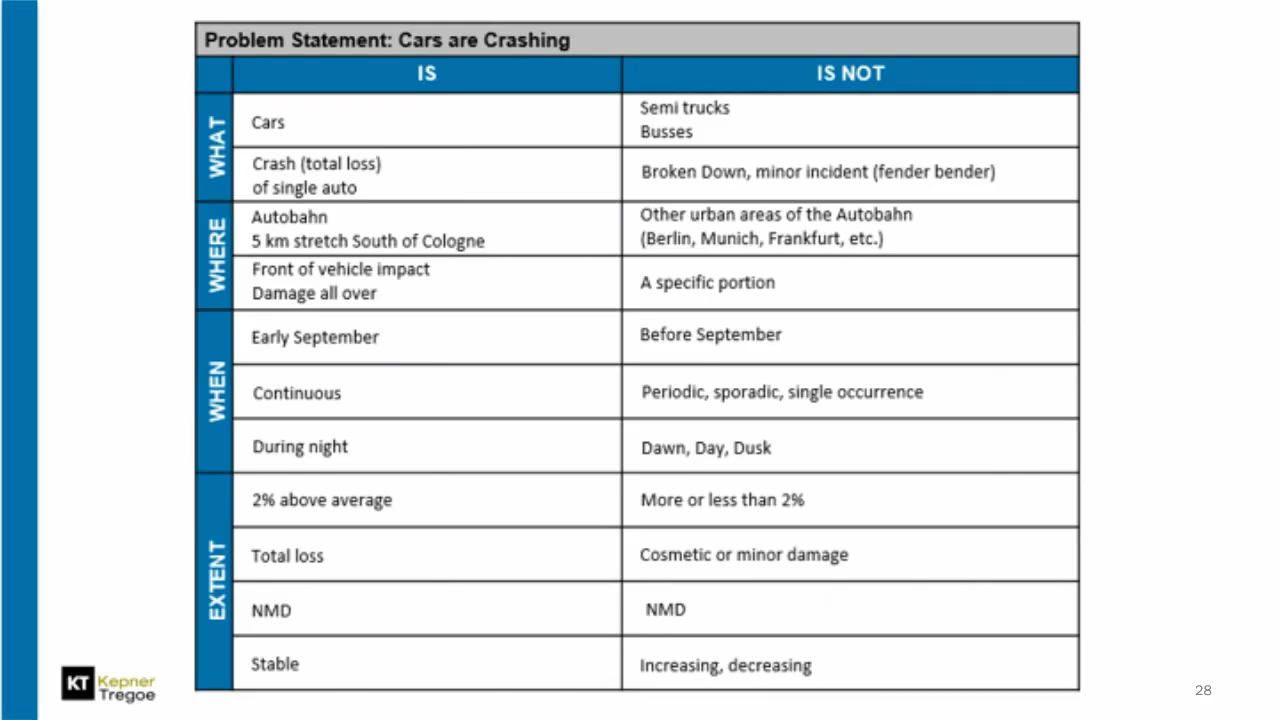 Problem Statement: Cars are Crashing
IS
IS NOT
WHAT
Cars
Semi trucks
Busses
Crash (total loss)
of single auto
Broken Down, minor incident (fender bender)
WHERE
Autobahn
5 km stretch South of Cologne
Other urban areas of the Autobahn
(Berlin, Munich, Frankfurt, etc.)
Front of vehicle impact
Damage all over
A specific portion
WHEN
Early September
Before September
Continuous
Periodic, sporadic, single occurrence
During night
Dawn, Day, Dusk
EXTENT
2% above average
More or less than 2%
Total loss
Cosmetic or minor damage
NMD
NMD
Stable
Increasing, decreasing
KT
Kepner
Tregoe
28